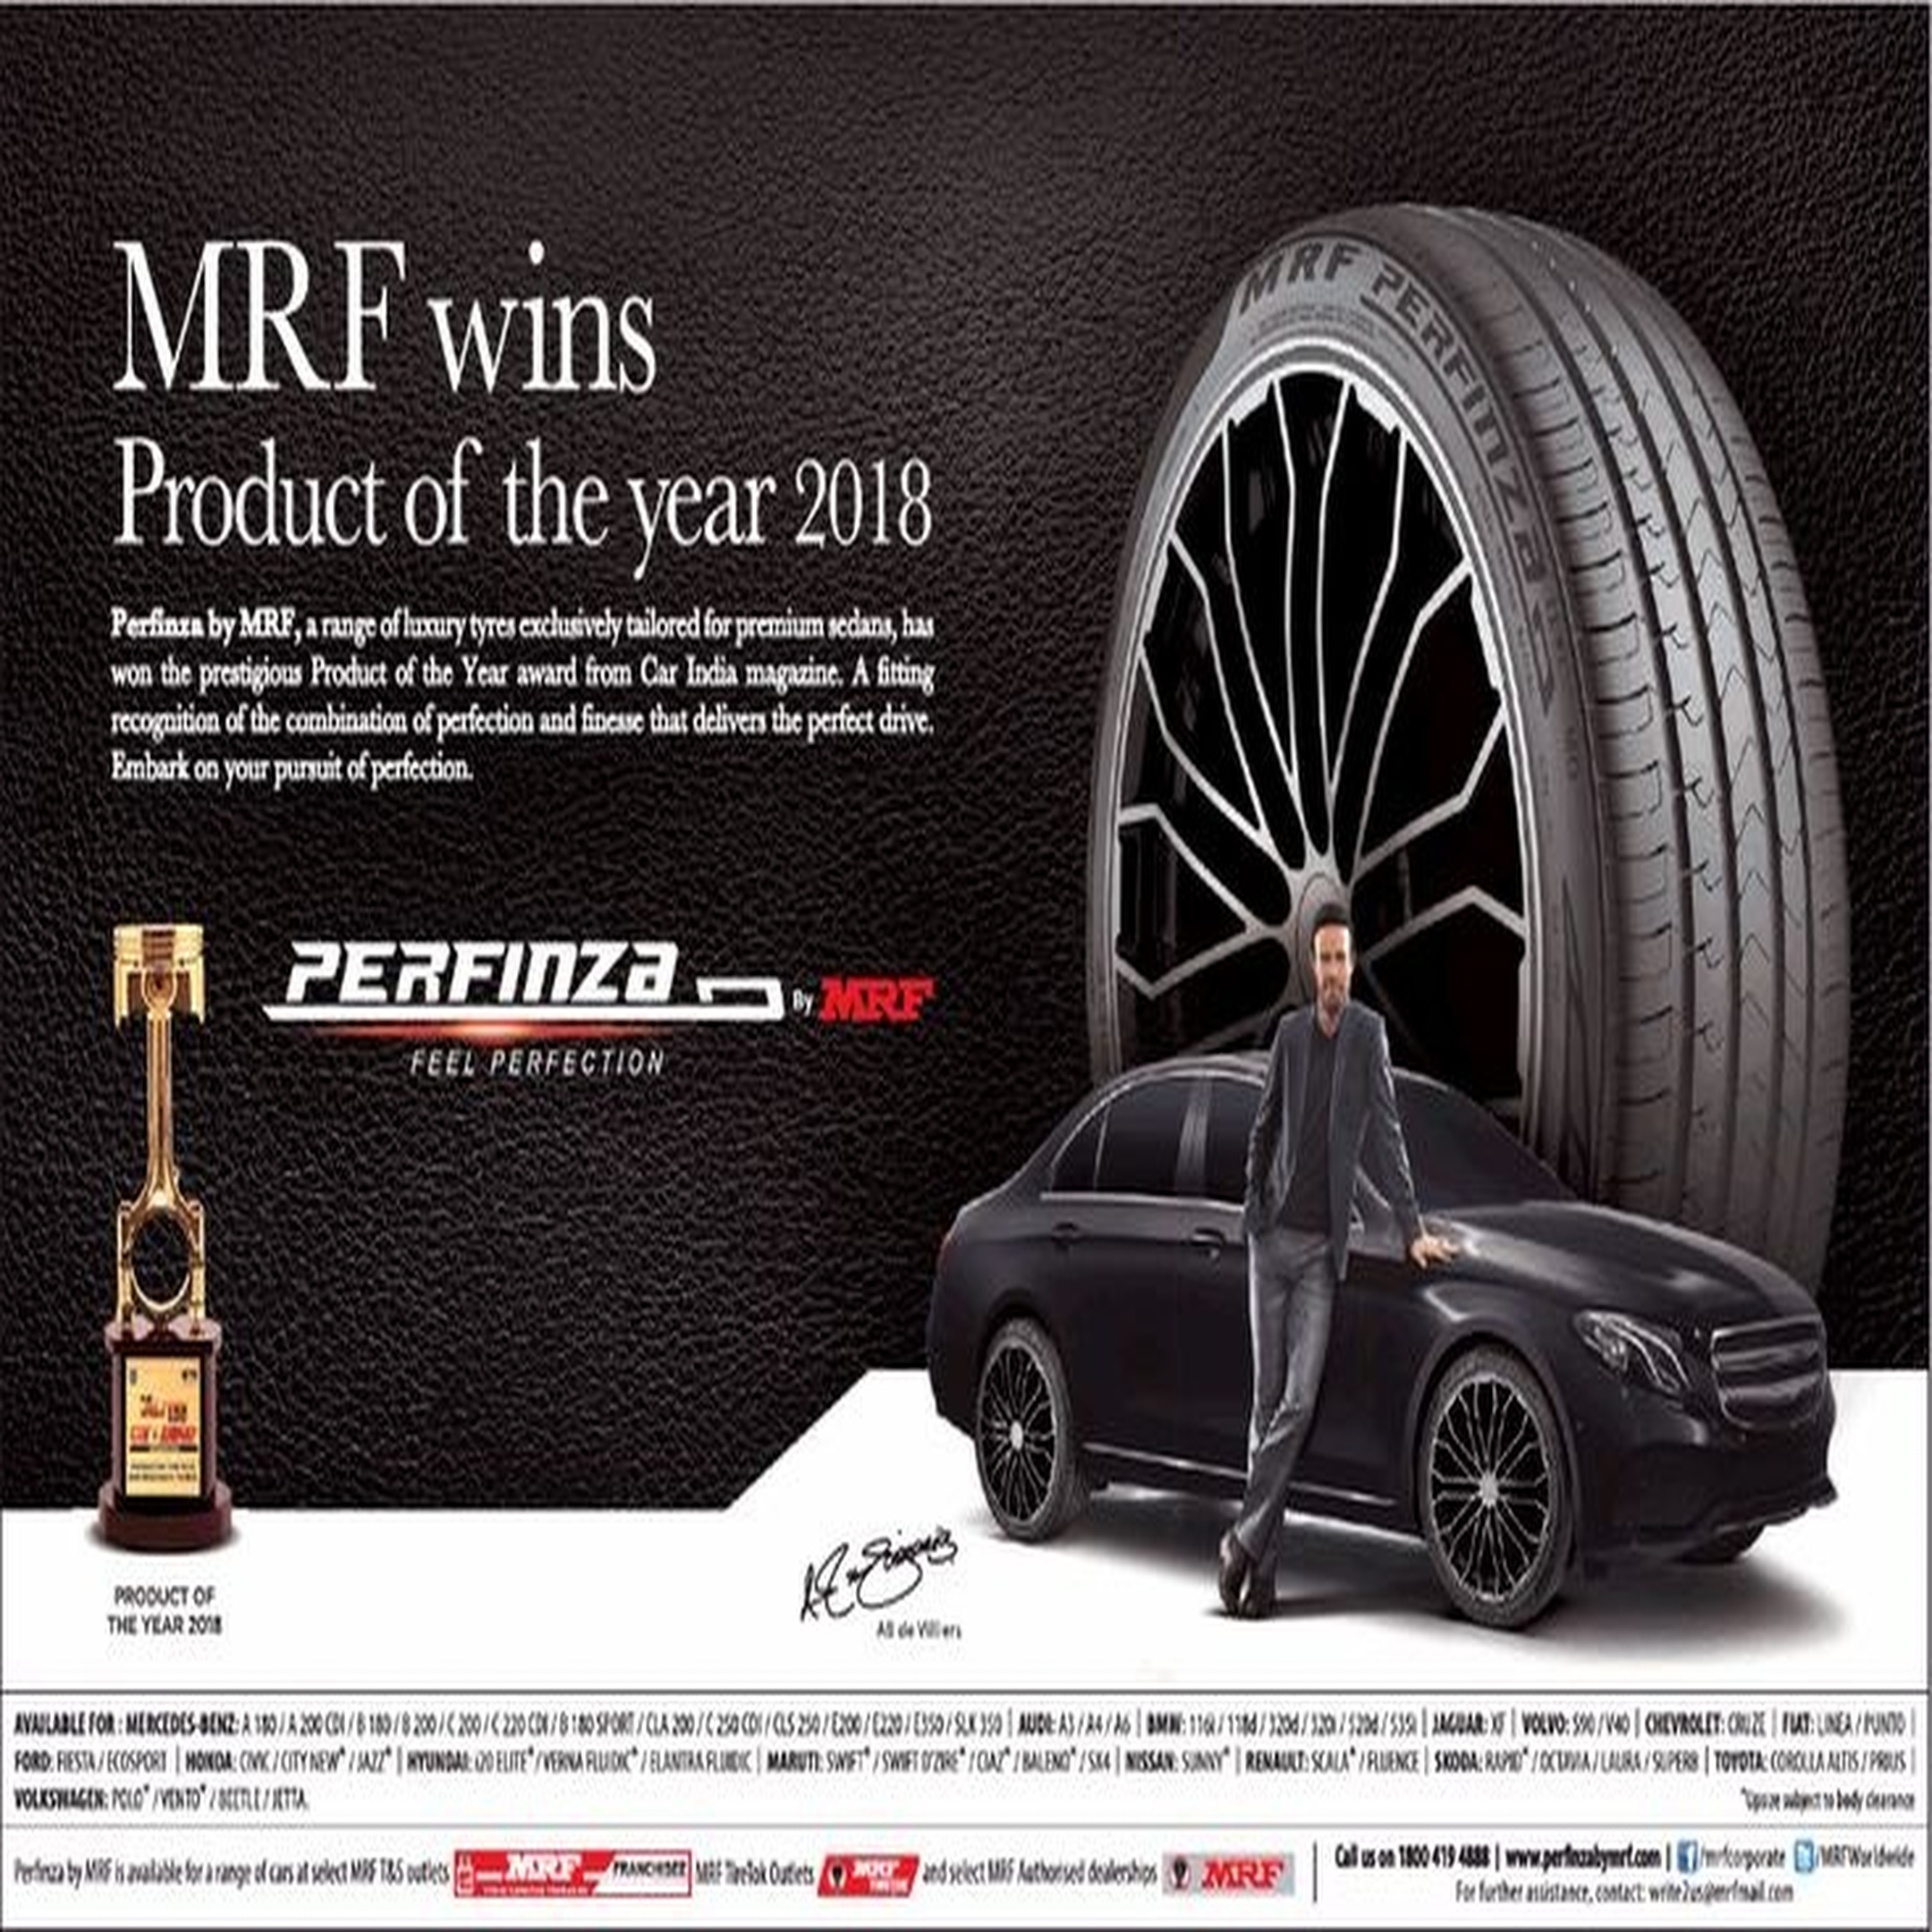 MRF wins
Product of the year 2018
Perfinza by MRF, a range of luxury tyres exclusively tailored for premium sedans, has
won the prestigious Product of the Year award from Car India magazine. A fitting
recognition of the combination of perfection and finesse that delivers the perfect drive.
Embark on your pursuit of perfection.
MRF PERFINZA
PERFINZA By MRF
FEEL PERFECTION
PRODUCT OF
THE YEAR 2018
AB de Villiers
AVAILABLE FOR : MERCEDES-BENZ: A 180 / A 200 CDI / B 180 / B 200 / C 200 / C 220 CDI / B 180 SPORT / CLA 200 / C 250 CDI / CLS 250 / E200 / E220 / E350 / SLK 350 | AUDI: A3 / A4 / A6 | BMW: 116i / 118d / 320d / 320i / 520d / 535i | JAGUAR: XF | VOLVO: S90 / V40 | CHEVROLET: CRUZE | FIAT: LINEA / PUNTO |
FORD: FIESTA / ECOSPORT | HONDA: CIVIC / CITY NEW* / JAZZ* | HYUNDAI: i20 ELITE* / VERNA FLUIDIC* / ELANTRA FLUIDIC | MARUTI: SWIFT* / SWIFT D'ZIRE* / CIAZ* / BALENO* / SX4 | NISSAN: SUNNY* | RENAULT: SCALA* / FLUENCE | SKODA: RAPID* / OCTAVIA / LAURA / SUPERB | TOYOTA: COROLLA ALTIS / PRIUS |
VOLKSWAGEN: POLO* / VENTO* / BEETLE / JETTA.
*Upsize subject to body clearance
Perfinza by MRF is available for a range of cars at select MRF T&S outlets MRF FRANCHISEE MRF TireTok Outlets MRF TIRETOK and select MRF Authorised dealerships MRF
Call us on 1800 419 4888 | www.perfinzabymrf.com | /mrfcorporate /MRFWorldwide
For further assistance, contact: write2us@mrfmail.com